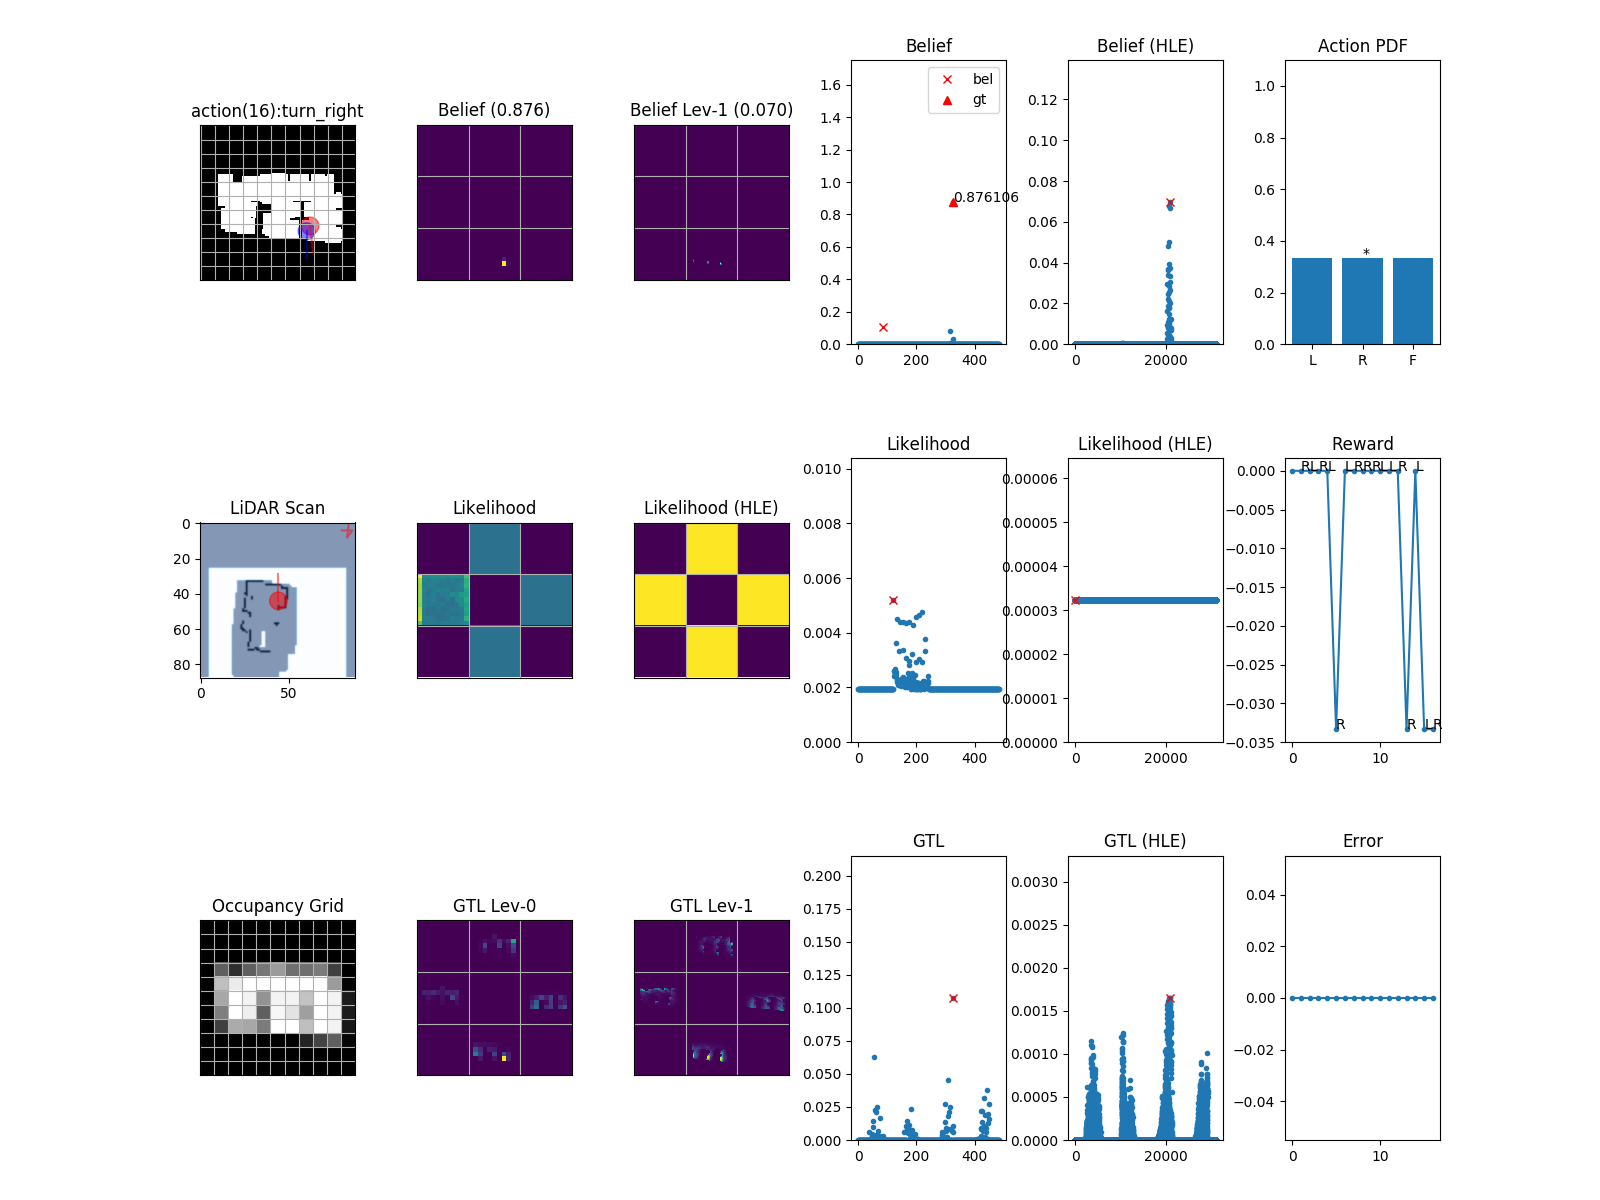 Belief
Belief (HLE)
Action PDF
action(16):turn_right
Belief (0.876)
Belief Lev-1 (0.070)
bel
gt
0.876106
1.6
1.4
1.2
1.0
0.8
0.6
0.4
0.2
0.0
0 200 400
0.12
0.10
0.08
0.06
0.04
0.02
0.00
0 20000
1.0
0.8
0.6
0.4
0.2
0.0
*
L R F
LiDAR Scan
0
20
40
60
80
0 50
Likelihood
Likelihood (HLE)
Likelihood
0.010
0.008
0.006
0.004
0.002
0.000
0 200 400
Likelihood (HLE)
0.00006
0.00005
0.00004
0.00003
0.00002
0.00001
0.00000
0 20000
Reward
0.000
−0.005
−0.010
−0.015
−0.020
−0.025
−0.030
−0.035
0 10
R
R
LR
L
Occupancy Grid
GTL Lev-0
GTL Lev-1
GTL
0.200
0.175
0.150
0.125
0.100
0.075
0.050
0.025
0.000
0 200 400
GTL (HLE)
0.0030
0.0025
0.0020
0.0015
0.0010
0.0005
0.0000
0 20000
Error
0.04
0.02
0.00
−0.02
−0.04
0 10